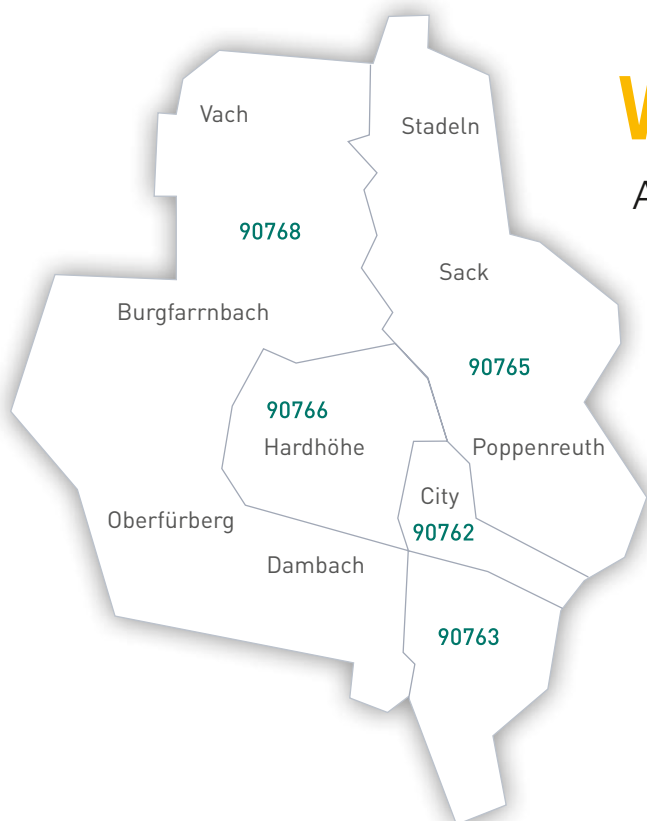 Vach
Stadeln
90768
Sack
Burgfarrnbach
90765
90766
Hardhöhe
Poppenreuth
City
Oberfürberg
90762
Dambach
90763